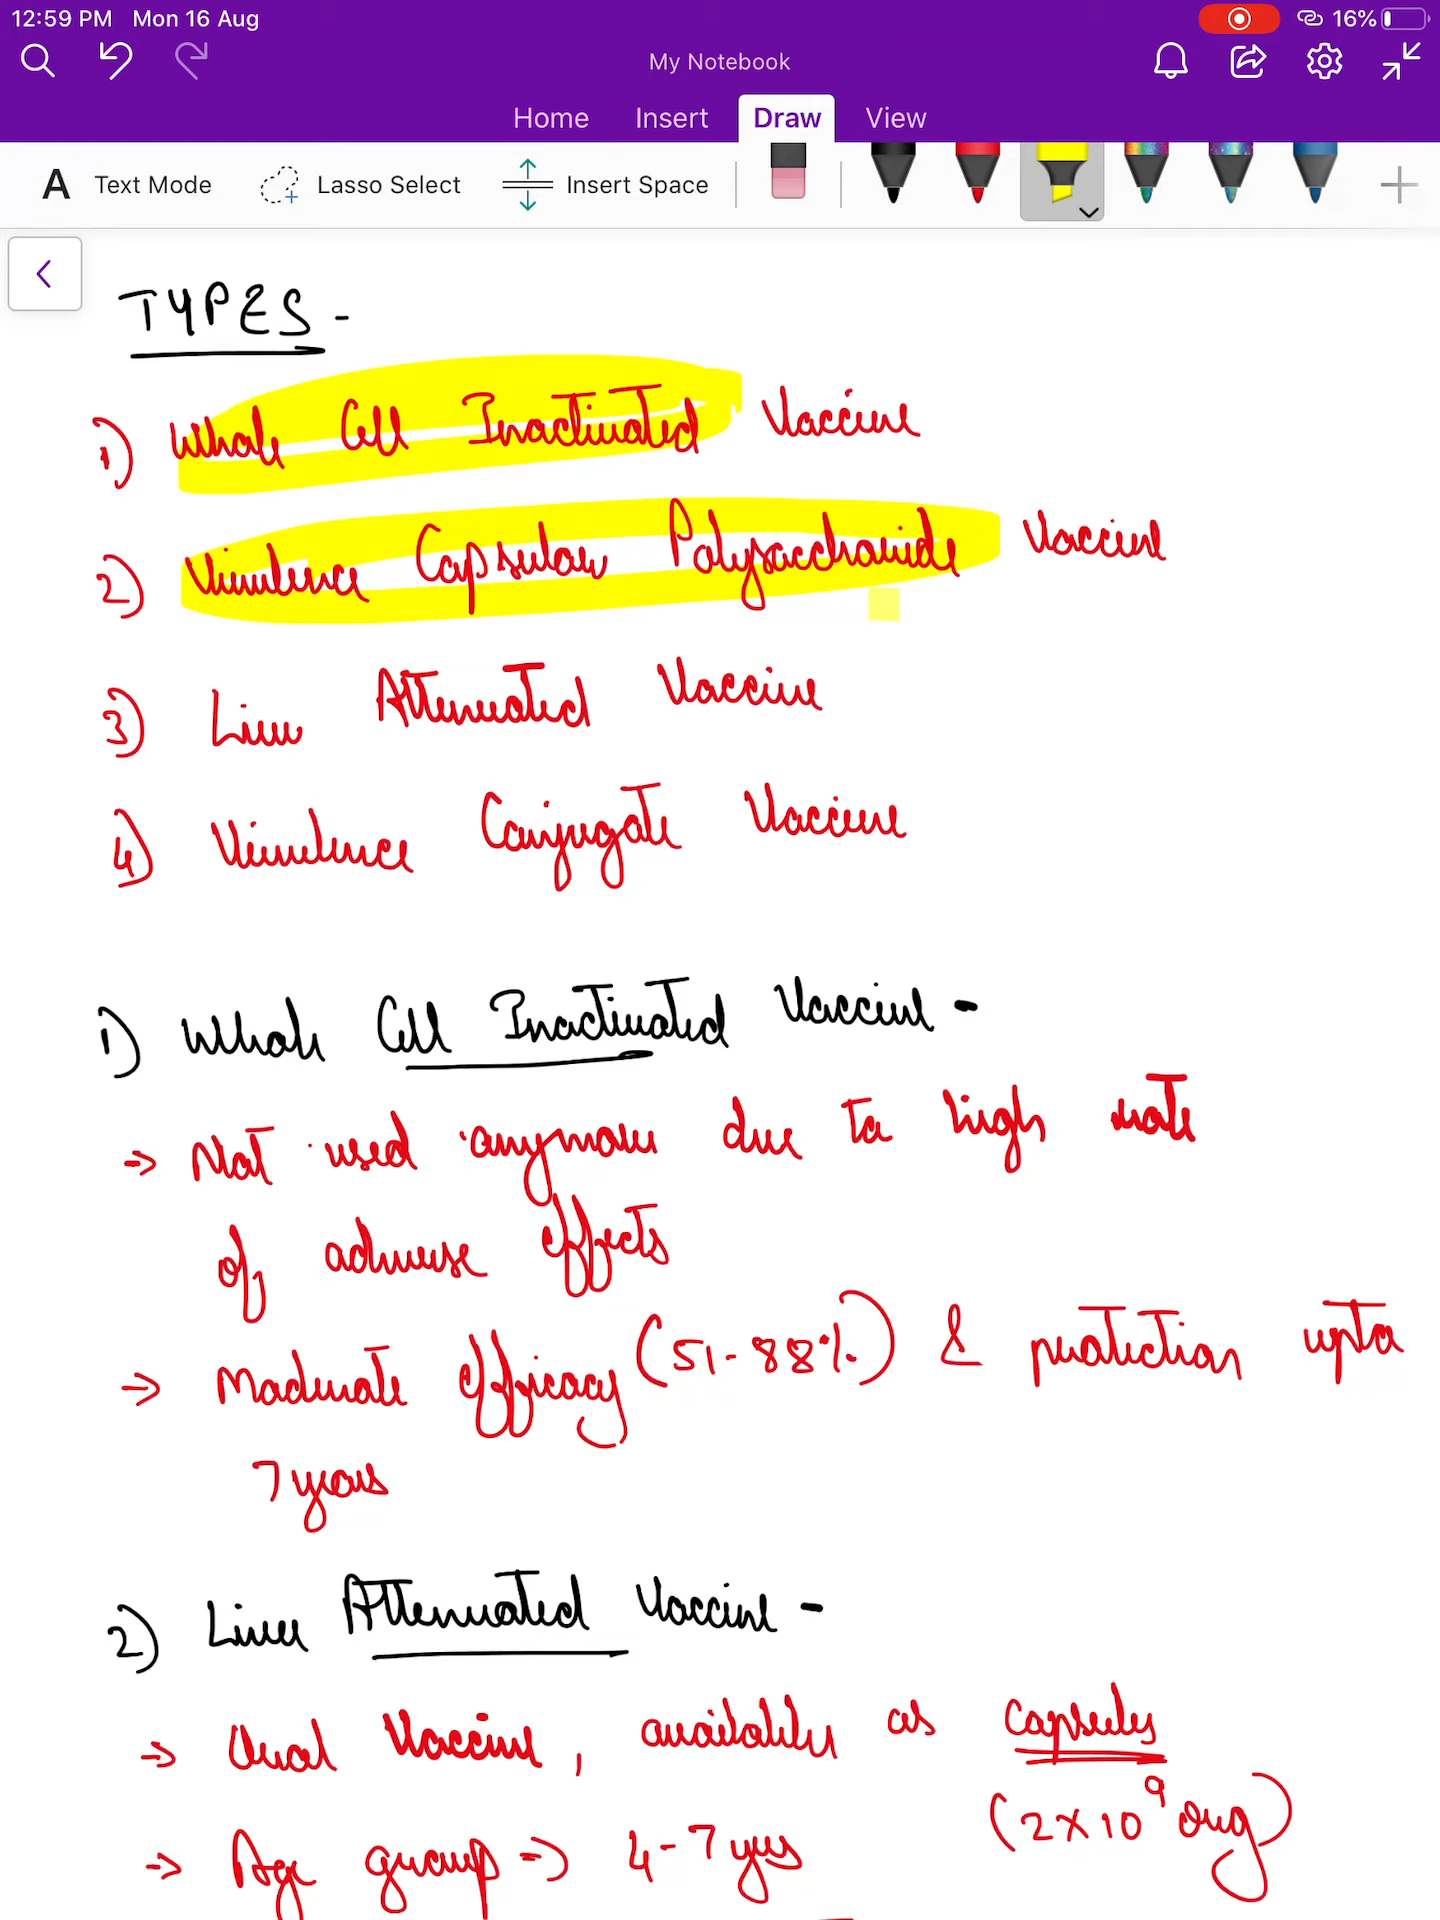 12:59 PM Mon 16 Aug
16%
My Notebook
Home Insert Draw View
A Text Mode Lasso Select Insert Space
TYPES -
1) Whole Cell Inactivated Vaccine
2) Virulence Capsular Polysaccharide Vaccine
3) Live Attenuated Vaccine
4) Virulence Conjugate Vaccine
1) Whole Cell Inactivated Vaccine -
→ Not used anymore due to high rate
of adverse effects
→ Moderate efficacy (51-88%) & protection upto
7 years
2) Live Attenuated Vaccine -
→ Oral Vaccine, availability as capsules
(2×10⁹ org)
→ Age group → 4-7 yrs